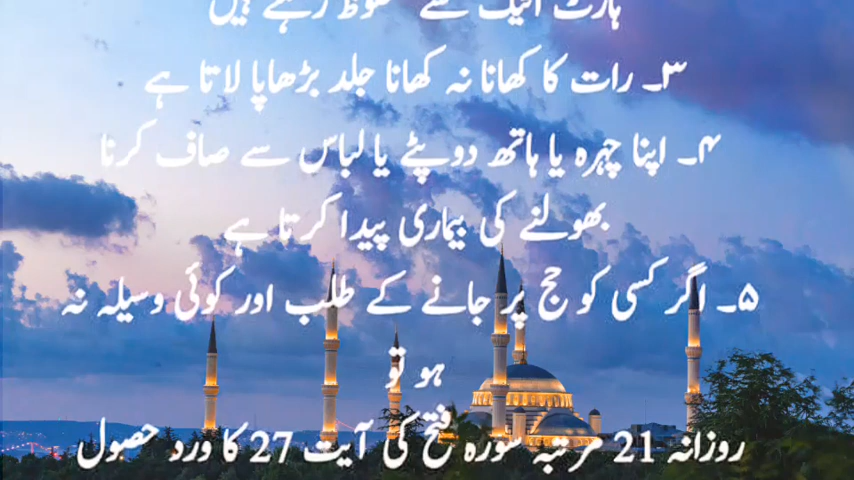 ہارٹ اٹیک سے محفوظ رہتے ہیں
۳۔ رات کا کھانا نہ کھانا جلد بڑھاپا لاتا ہے
۴۔ اپنا چہرہ یا ہاتھ دوپٹے یا لباس سے صاف کرنا
بھولنے کی بیماری پیدا کرتا ہے
۵۔ اگر کسی کو حج پر جانے کے طلب اور کوئی وسیلہ نہ
ہو تو
روزانہ 21 مرتبہ سورہ فتح کی آیت 27 کا ورد حصول